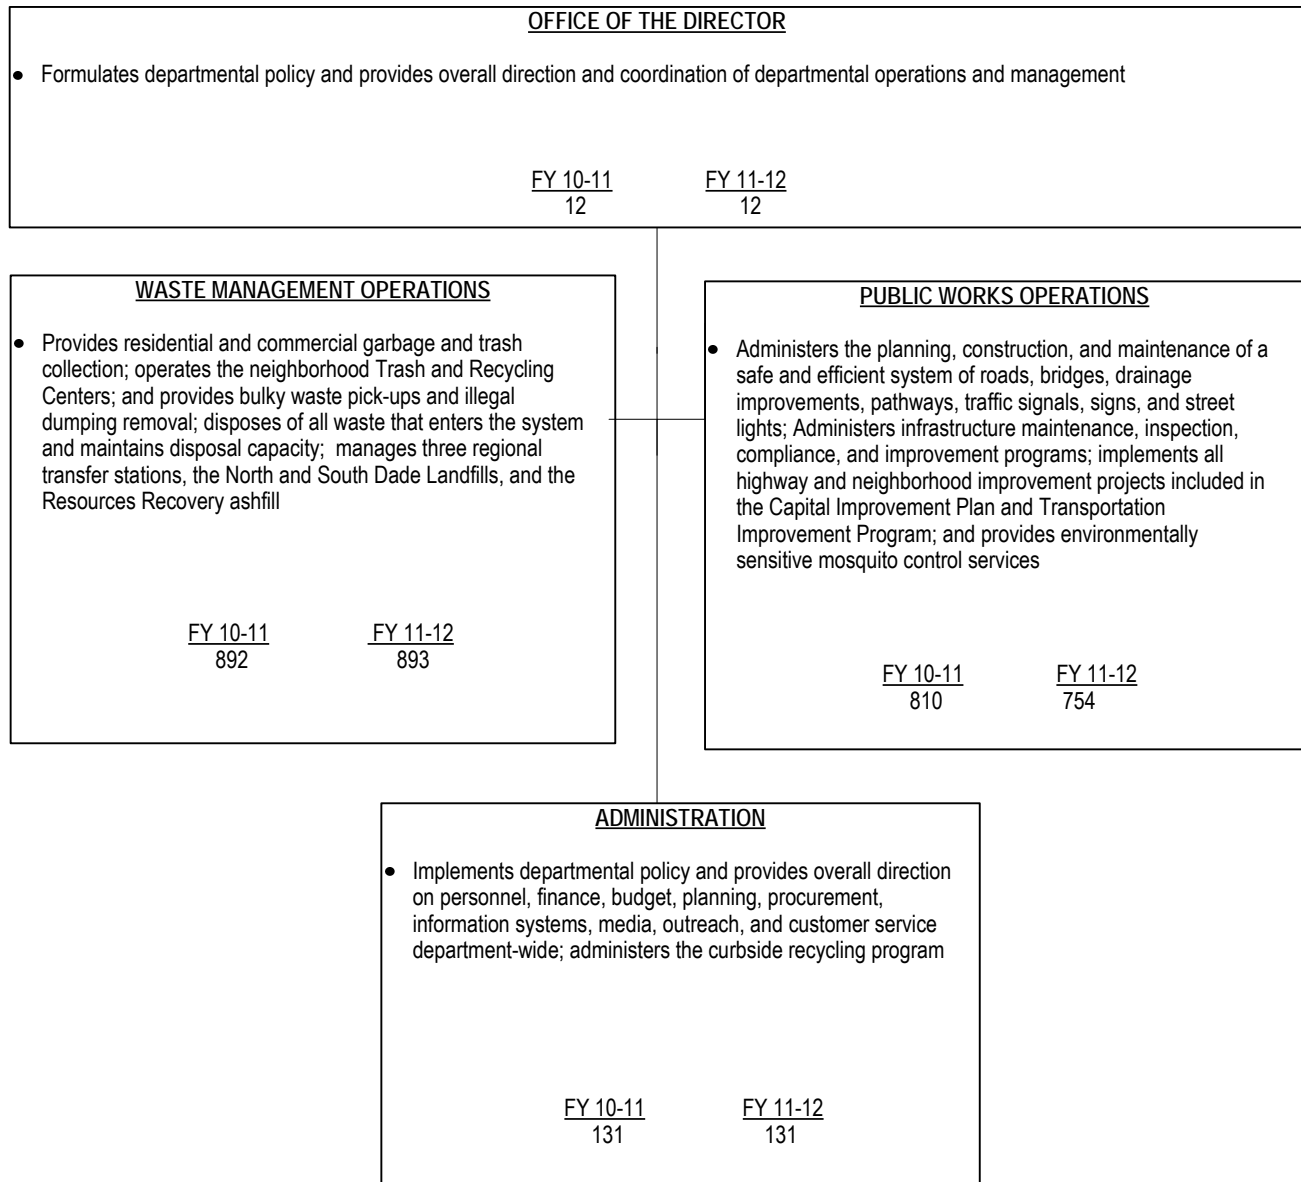 OFFICE OF THE DIRECTOR
• Formulates departmental policy and provides overall direction and coordination of departmental operations and management
FY 10-11 FY 11-12
12 12
WASTE MANAGEMENT OPERATIONS
• Provides residential and commercial garbage and trash
collection; operates the neighborhood Trash and Recycling
Centers; and provides bulky waste pick-ups and illegal
dumping removal; disposes of all waste that enters the system
and maintains disposal capacity; manages three regional
transfer stations, the North and South Dade Landfills, and the
Resources Recovery ashfill
FY 10-11 FY 11-12
892 893
PUBLIC WORKS OPERATIONS
• Administers the planning, construction, and maintenance of a
safe and efficient system of roads, bridges, drainage
improvements, pathways, traffic signals, signs, and street
lights; Administers infrastructure maintenance, inspection,
compliance, and improvement programs; implements all
highway and neighborhood improvement projects included in
the Capital Improvement Plan and Transportation
Improvement Program; and provides environmentally
sensitive mosquito control services
FY 10-11 FY 11-12
810 754
ADMINISTRATION
• Implements departmental policy and provides overall direction
on personnel, finance, budget, planning, procurement,
information systems, media, outreach, and customer service
department-wide; administers the curbside recycling program
FY 10-11 FY 11-12
131 131